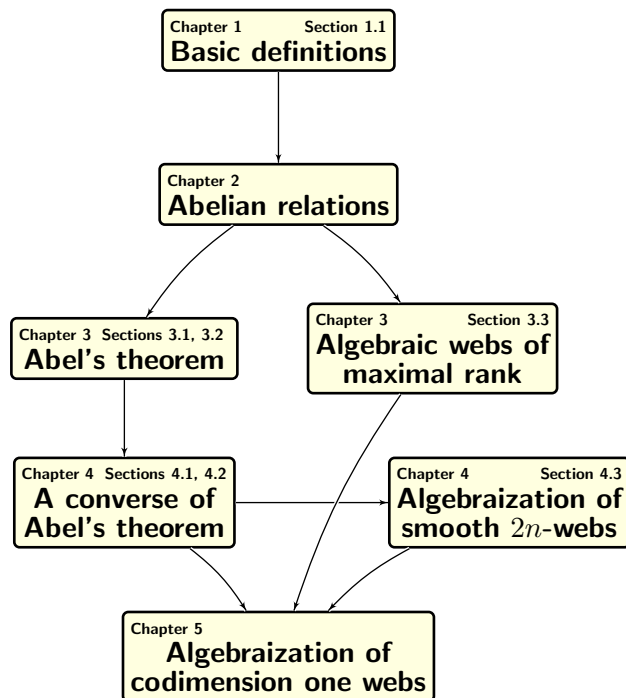 Chapter 1 Section 1.1
Basic definitions
Chapter 2
Abelian relations
Chapter 3 Sections 3.1, 3.2
Abel's theorem
Chapter 3 Section 3.3
Algebraic webs of
maximal rank
Chapter 4 Sections 4.1, 4.2
A converse of
Abel's theorem
Chapter 4 Section 4.3
Algebraization of
smooth 2n-webs
Chapter 5
Algebraization of
codimension one webs